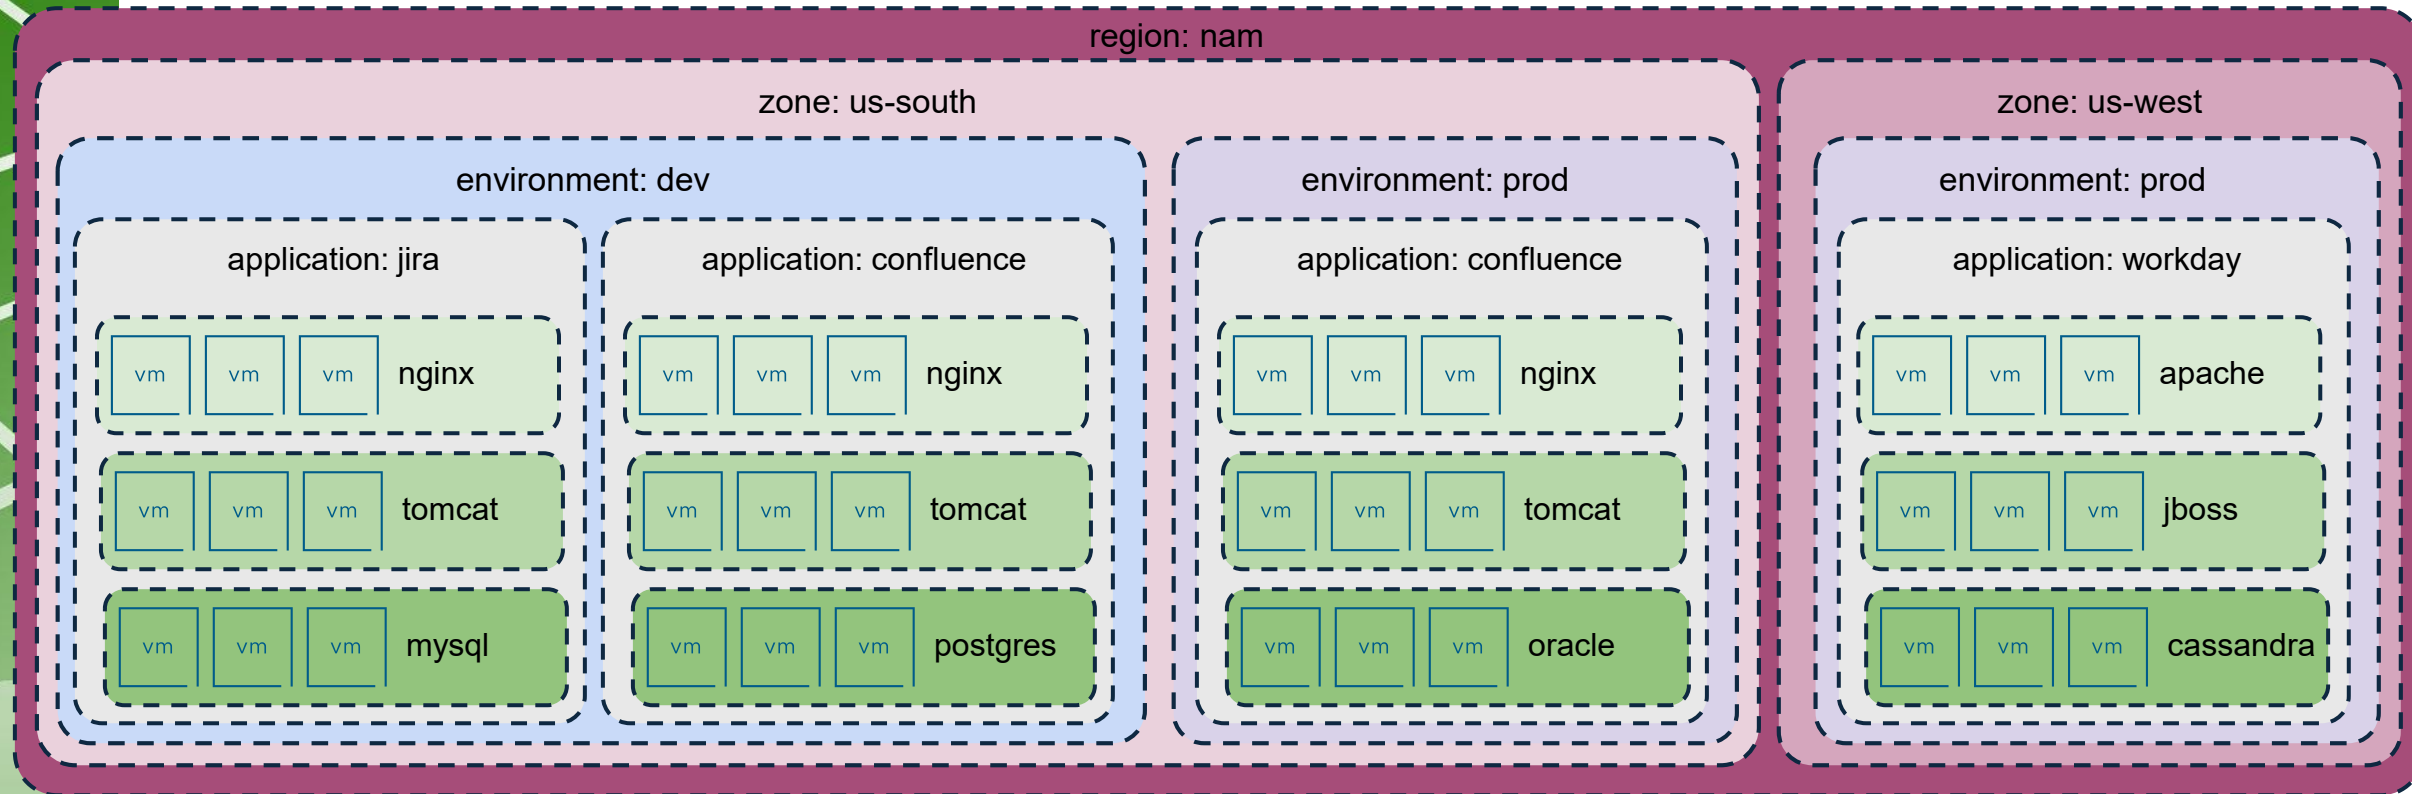 region: nam
zone: us-south
zone: us-west
environment: dev
environment: prod
environment: prod
application: jira
application: confluence
application: confluence
application: workday
vm vm vm nginx
vm vm vm nginx
vm vm vm nginx
vm vm vm apache
vm vm vm tomcat
vm vm vm tomcat
vm vm vm tomcat
vm vm vm jboss
vm vm vm mysql
vm vm vm postgres
vm vm vm oracle
vm vm vm cassandra